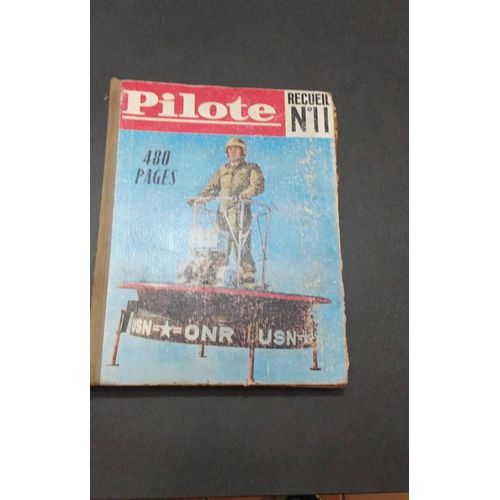 Pilote
RECUEIL
N°11
480
PAGES
USN ★ ONR USN